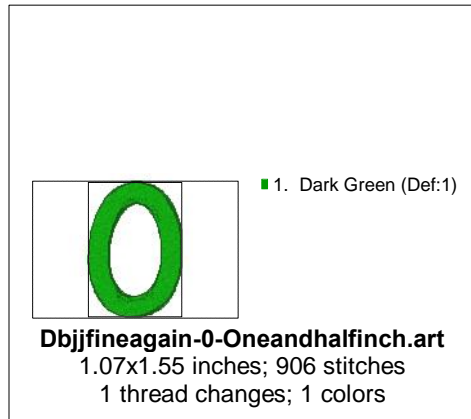 1. Dark Green (Def:1)
0
Dbjjfineagain-0-Oneandhalfinch.art
1.07x1.55 inches; 906 stitches
1 thread changes; 1 colors